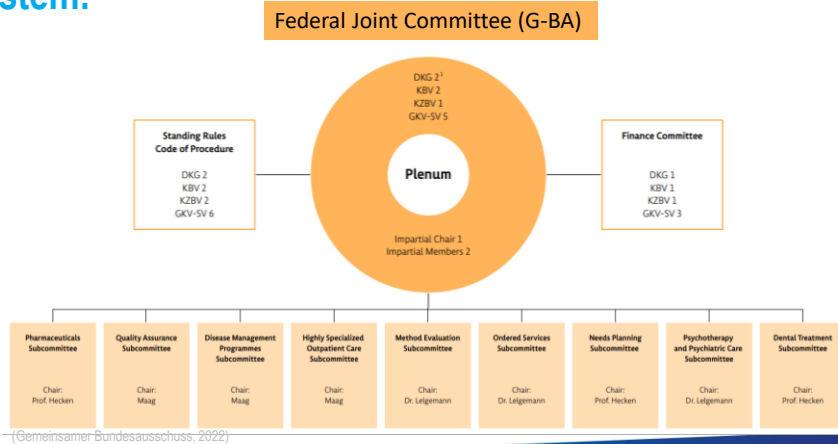 stem.
Federal Joint Committee (G-BA)
DKG 2¹
KBV 2
KZBV 1
GKV-SV 5
Plenum
Impartial Chair 1
Impartial Members 2
Standing Rules
Code of Procedure
DKG 2
KBV 2
KZBV 2
GKV-SV 6
Finance Committee
DKG 1
KBV 1
KZBV 1
GKV-SV 3
Pharmaceuticals
Subcommittee
Chair:
Prof. Hecken
Quality Assurance
Subcommittee
Chair:
Maag
Disease Management
Programmes
Subcommittee
Chair:
Maag
Highly Specialized
Outpatient Care
Subcommittee
Chair:
Maag
Method Evaluation
Subcommittee
Chair:
Dr. Lelgemann
Ordered Services
Subcommittee
Chair:
Dr. Lelgemann
Needs Planning
Subcommittee
Chair:
Prof. Hecken
Psychotherapy
and Psychiatric Care
Subcommittee
Chair:
Dr. Lelgemann
Dental Treatment
Subcommittee
Chair:
Prof. Hecken
(Gemeinsamer Bundesausschuss, 2022)